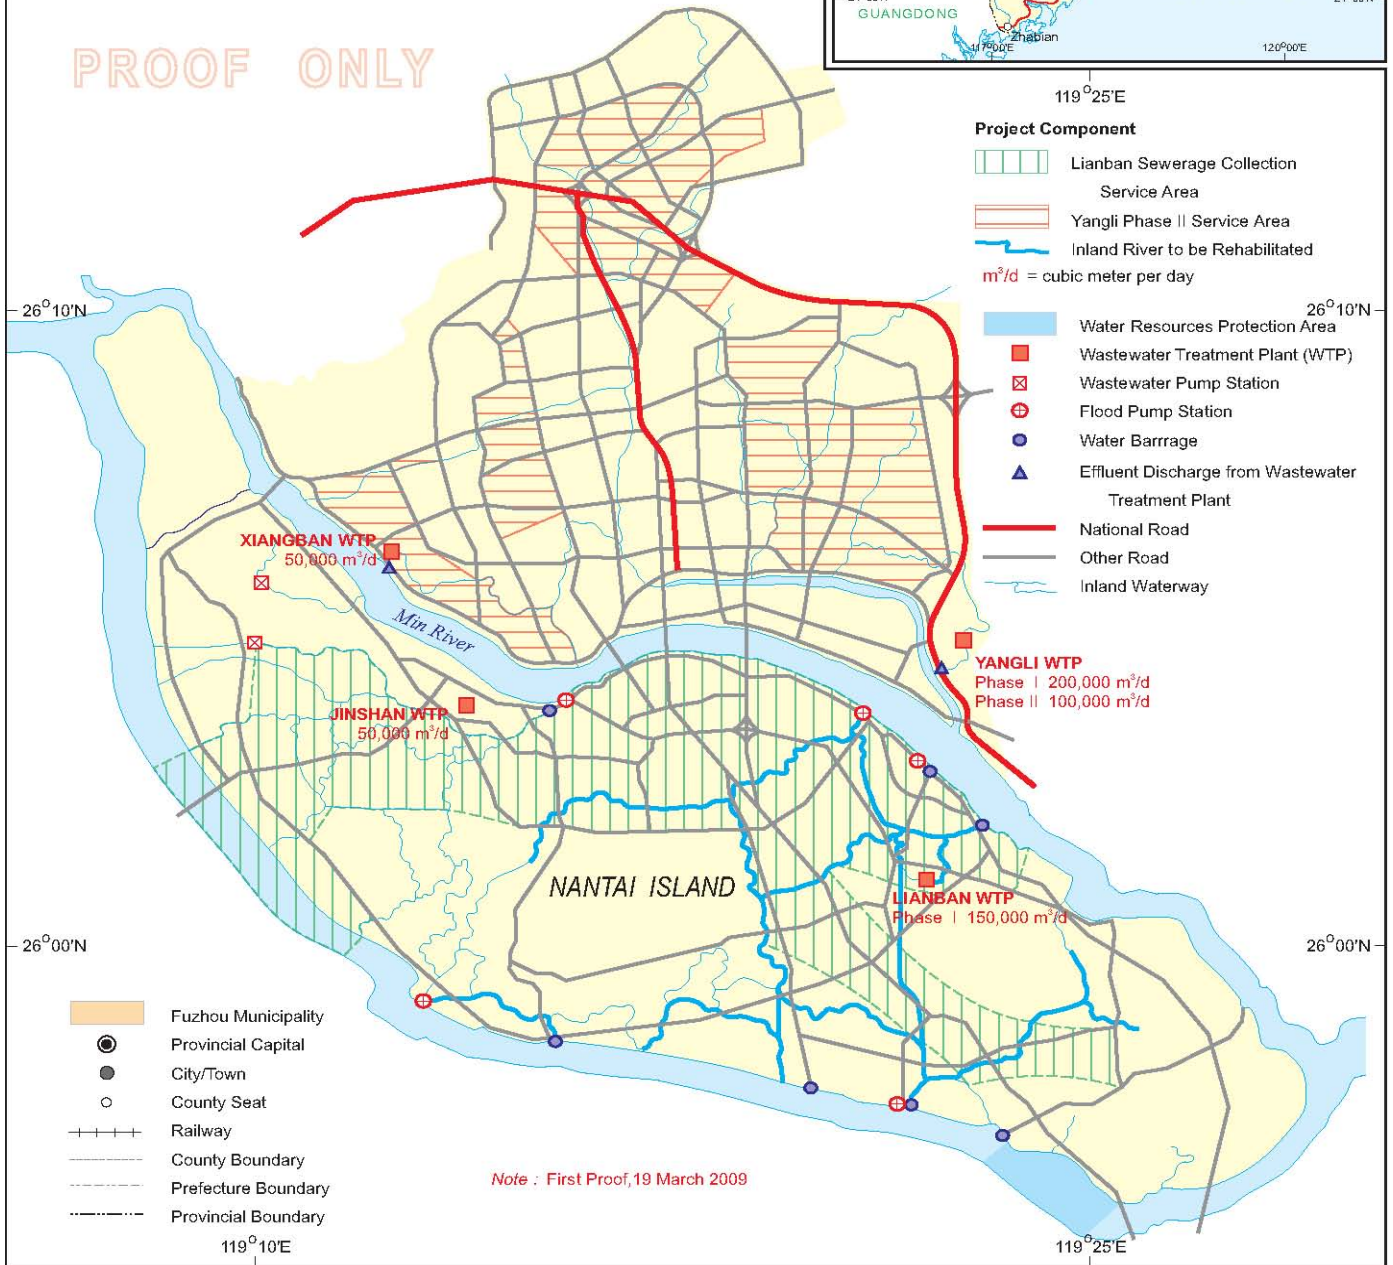 PROOF ONLY
GUANGDONG
Zhabian
117°00'E
120°00'E
119°25'E
Project Component
Lianban Sewerage Collection
Service Area
Yangli Phase II Service Area
Inland River to be Rehabilitated
m³/d = cubic meter per day
26°10'N
26°10'N
Water Resources Protection Area
Wastewater Treatment Plant (WTP)
Wastewater Pump Station
Flood Pump Station
Water Barrrage
Effluent Discharge from Wastewater
Treatment Plant
National Road
Other Road
Inland Waterway
XIANGBAN WTP
50,000 m³/d
Min River
YANGLI WTP
Phase I 200,000 m³/d
Phase II 100,000 m³/d
JINSHAN WTP
50,000 m³/d
NANTAI ISLAND
LIANBAN WTP
Phase I 150,000 m³/d
26°00'N
26°00'N
Fuzhou Municipality
Provincial Capital
City/Town
County Seat
Railway
County Boundary
Prefecture Boundary
Provincial Boundary
Note : First Proof,19 March 2009
119°10'E
119°25'E